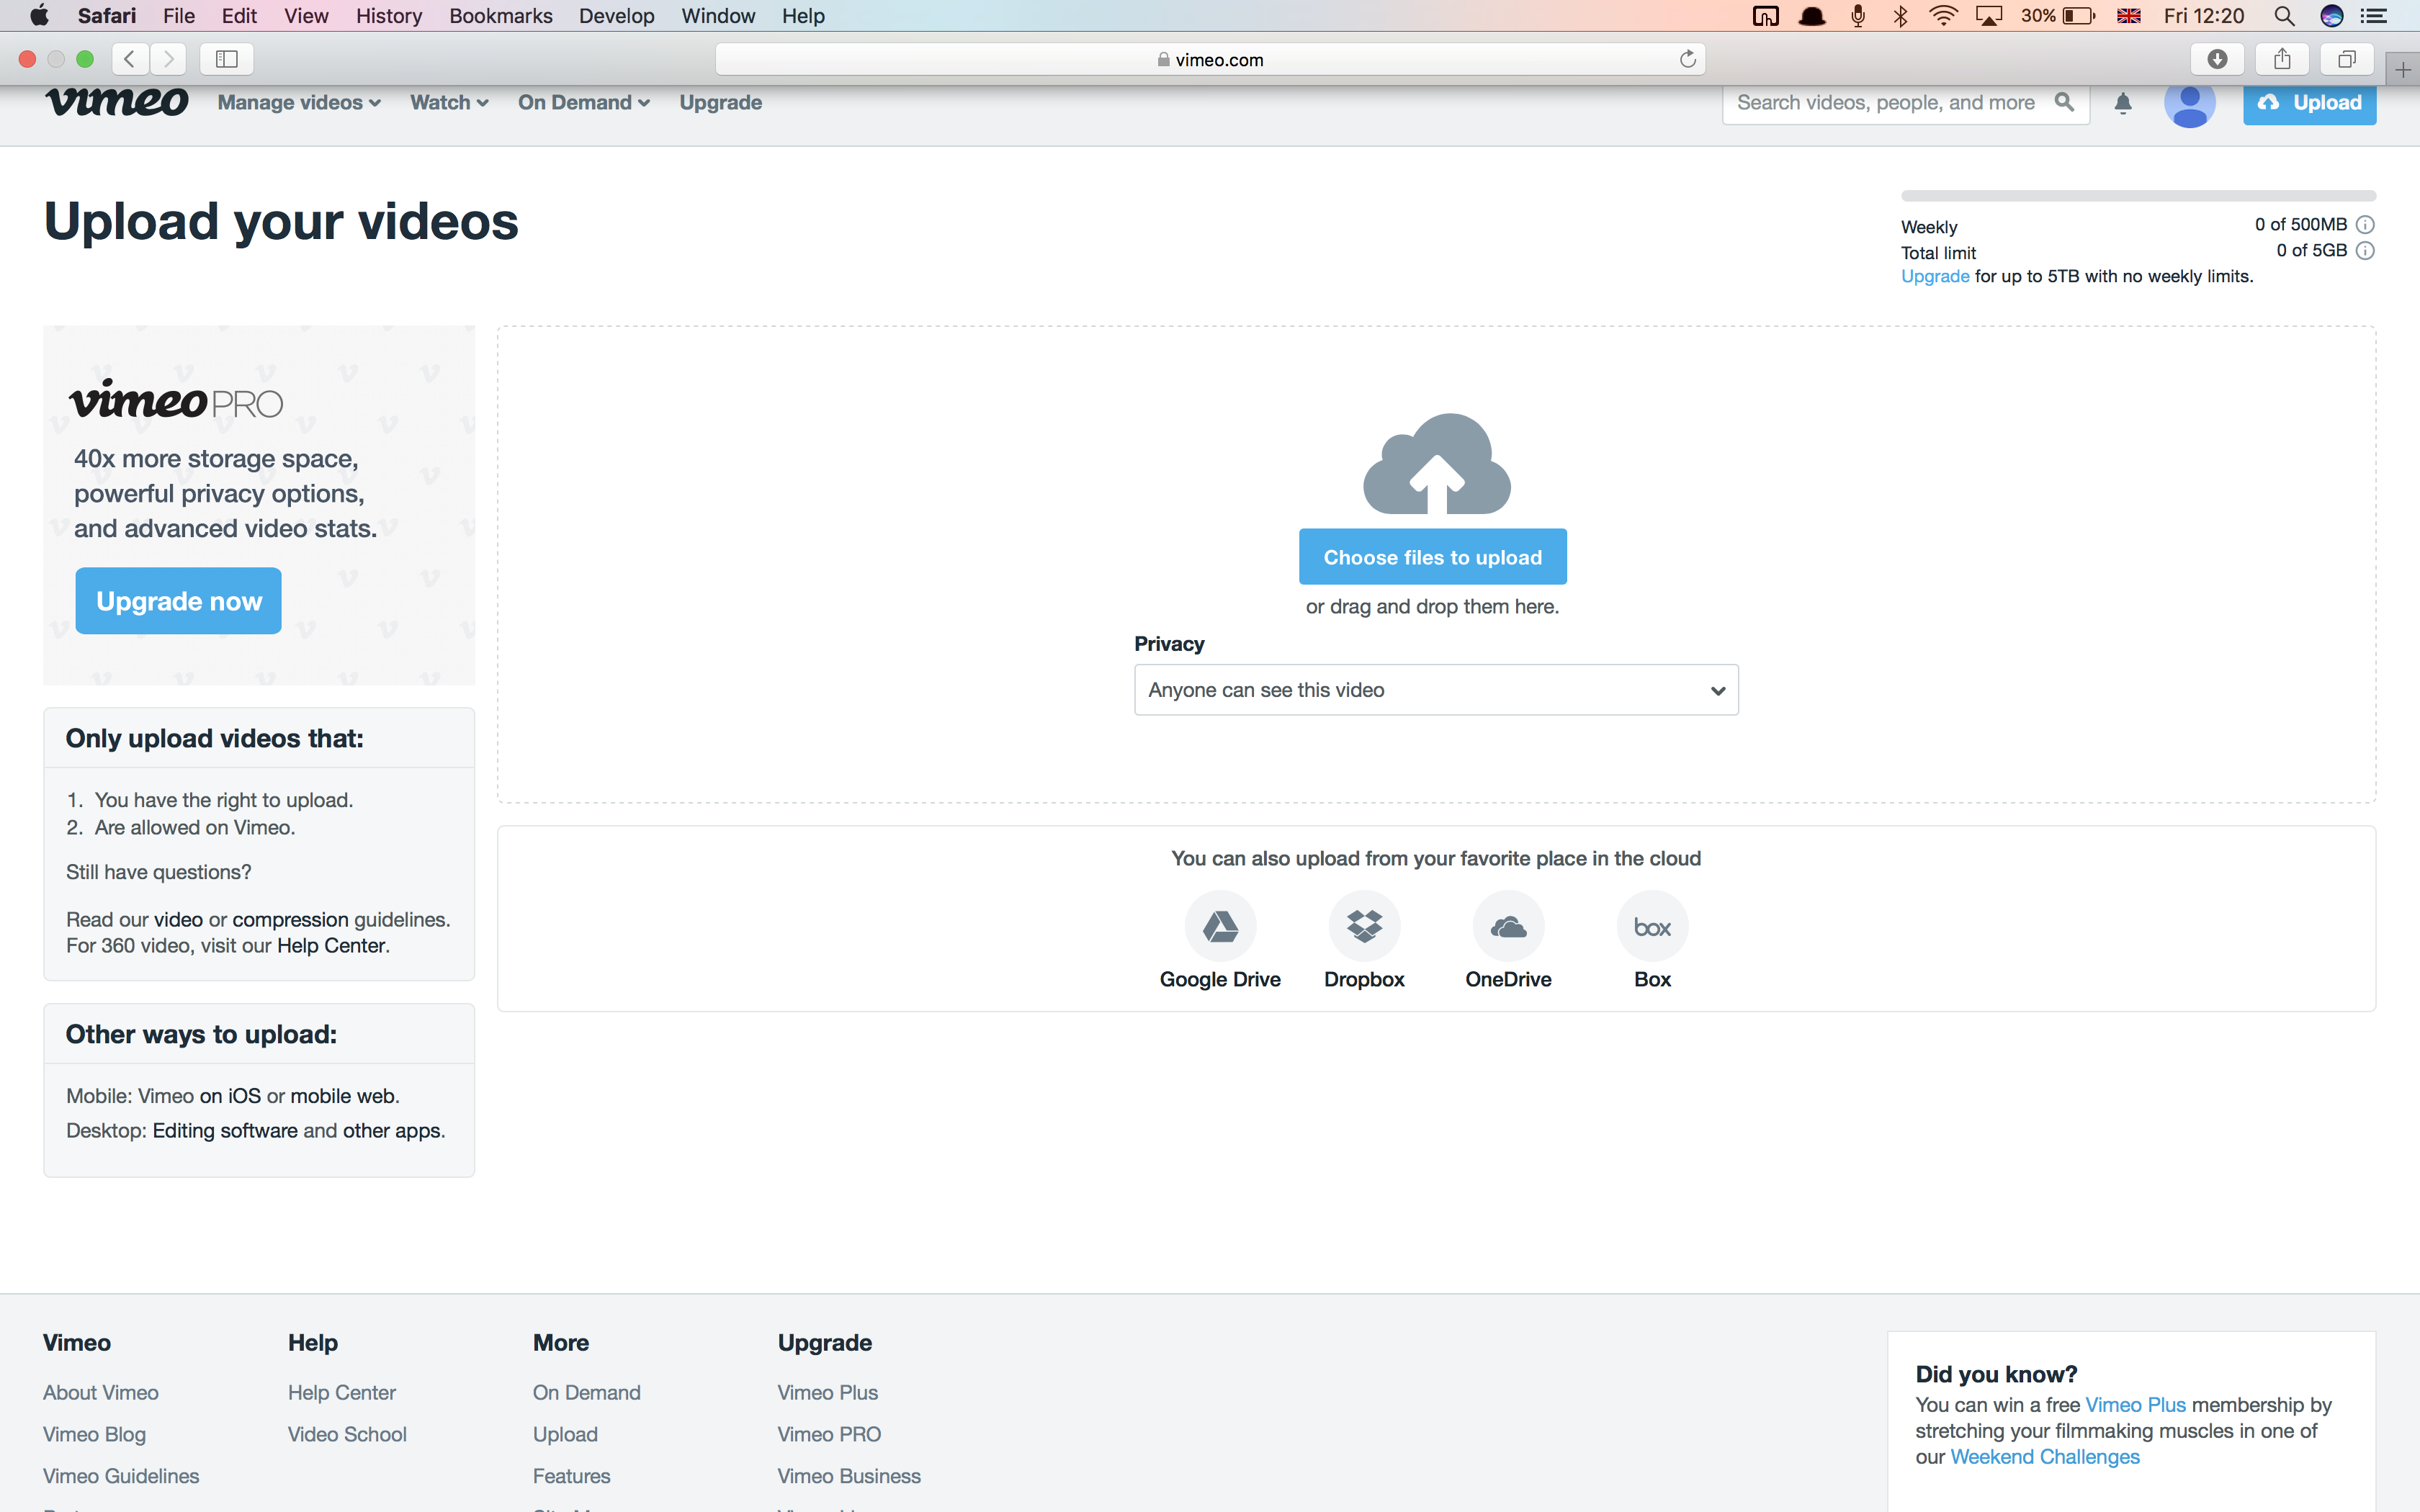 Safari File Edit View History Bookmarks Develop Window Help
30% Fri 12:20
vimeo.com
vimeo Manage videos Watch On Demand Upgrade
Search videos, people, and more
Upload
Upload your videos
Weekly 0 of 500MB
Total limit 0 of 5GB
Upgrade for up to 5TB with no weekly limits.
vimeo PRO
40x more storage space,
powerful privacy options,
and advanced video stats.
Upgrade now
Choose files to upload
or drag and drop them here.
Privacy
Anyone can see this video
Only upload videos that:
1. You have the right to upload.
2. Are allowed on Vimeo.
Still have questions?
Read our video or compression guidelines.
For 360 video, visit our Help Center.
You can also upload from your favorite place in the cloud
box
Google Drive Dropbox OneDrive Box
Other ways to upload:
Mobile: Vimeo on iOS or mobile web.
Desktop: Editing software and other apps.
Vimeo
About Vimeo
Vimeo Blog
Vimeo Guidelines
Help
Help Center
Video School
More
On Demand
Upload
Features
Upgrade
Vimeo Plus
Vimeo PRO
Vimeo Business
Did you know?
You can win a free Vimeo Plus membership by
stretching your filmmaking muscles in one of
our Weekend Challenges